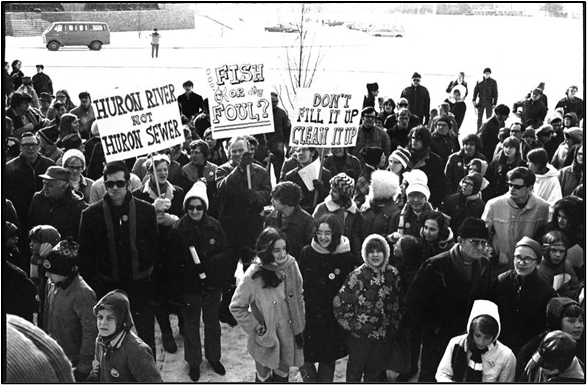 HURON RIVER
NOT
HURON SEWER
FISH
OR
FOUL?
DON'T
FILL IT UP
CLEAN IT UP